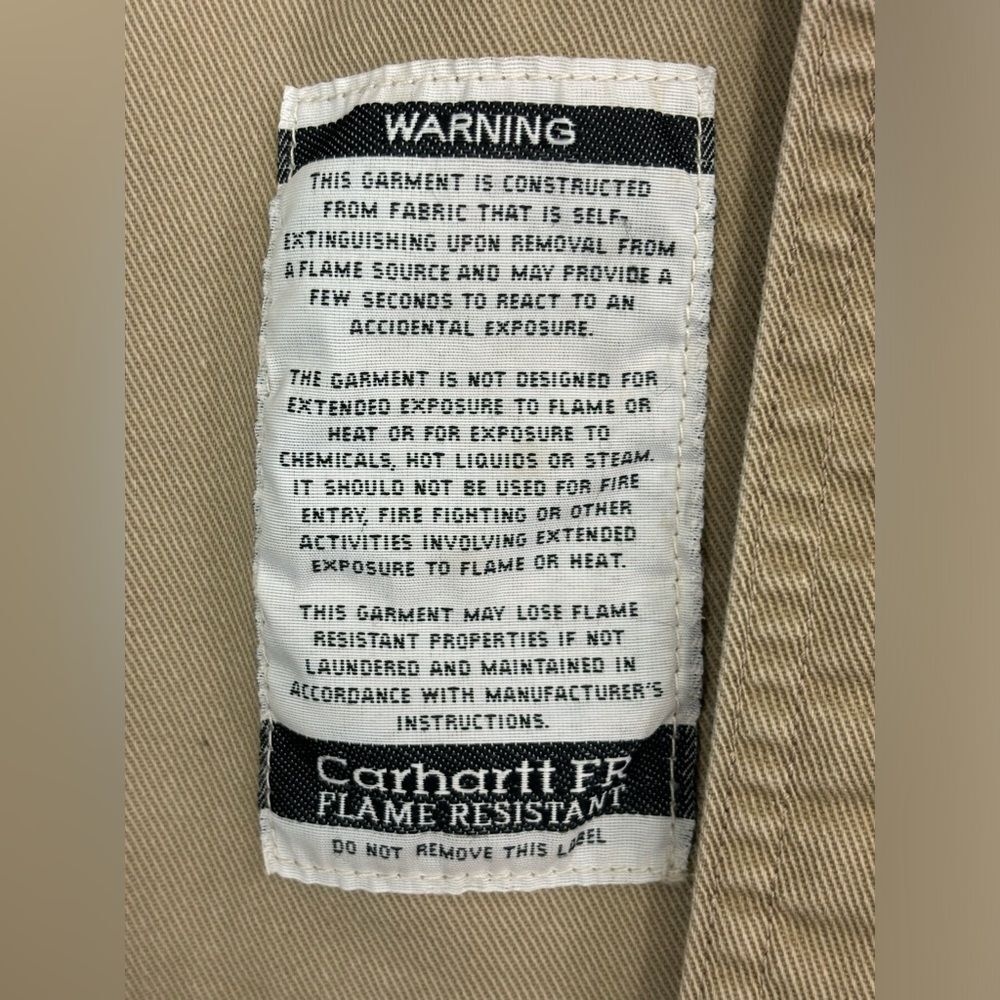 WARNING
THIS GARMENT IS CONSTRUCTED
FROM FABRIC THAT IS SELF-
EXTINGUISHING UPON REMOVAL FROM
A FLAME SOURCE AND MAY PROVIDE A
FEW SECONDS TO REACT TO AN
ACCIDENTAL EXPOSURE.
THE GARMENT IS NOT DESIGNED FOR
EXTENDED EXPOSURE TO FLAME OR
HEAT OR FOR EXPOSURE TO
CHEMICALS, HOT LIQUIDS OR STEAM.
IT SHOULD NOT BE USED FOR FIRE
ENTRY, FIRE FIGHTING OR OTHER
ACTIVITIES INVOLVING EXTENDED
EXPOSURE TO FLAME OR HEAT.
THIS GARMENT MAY LOSE FLAME
RESISTANT PROPERTIES IF NOT
LAUNDERED AND MAINTAINED IN
ACCORDANCE WITH MANUFACTURER'S
INSTRUCTIONS.
Carhartt FR
FLAME RESISTANT
DO NOT REMOVE THIS LABEL